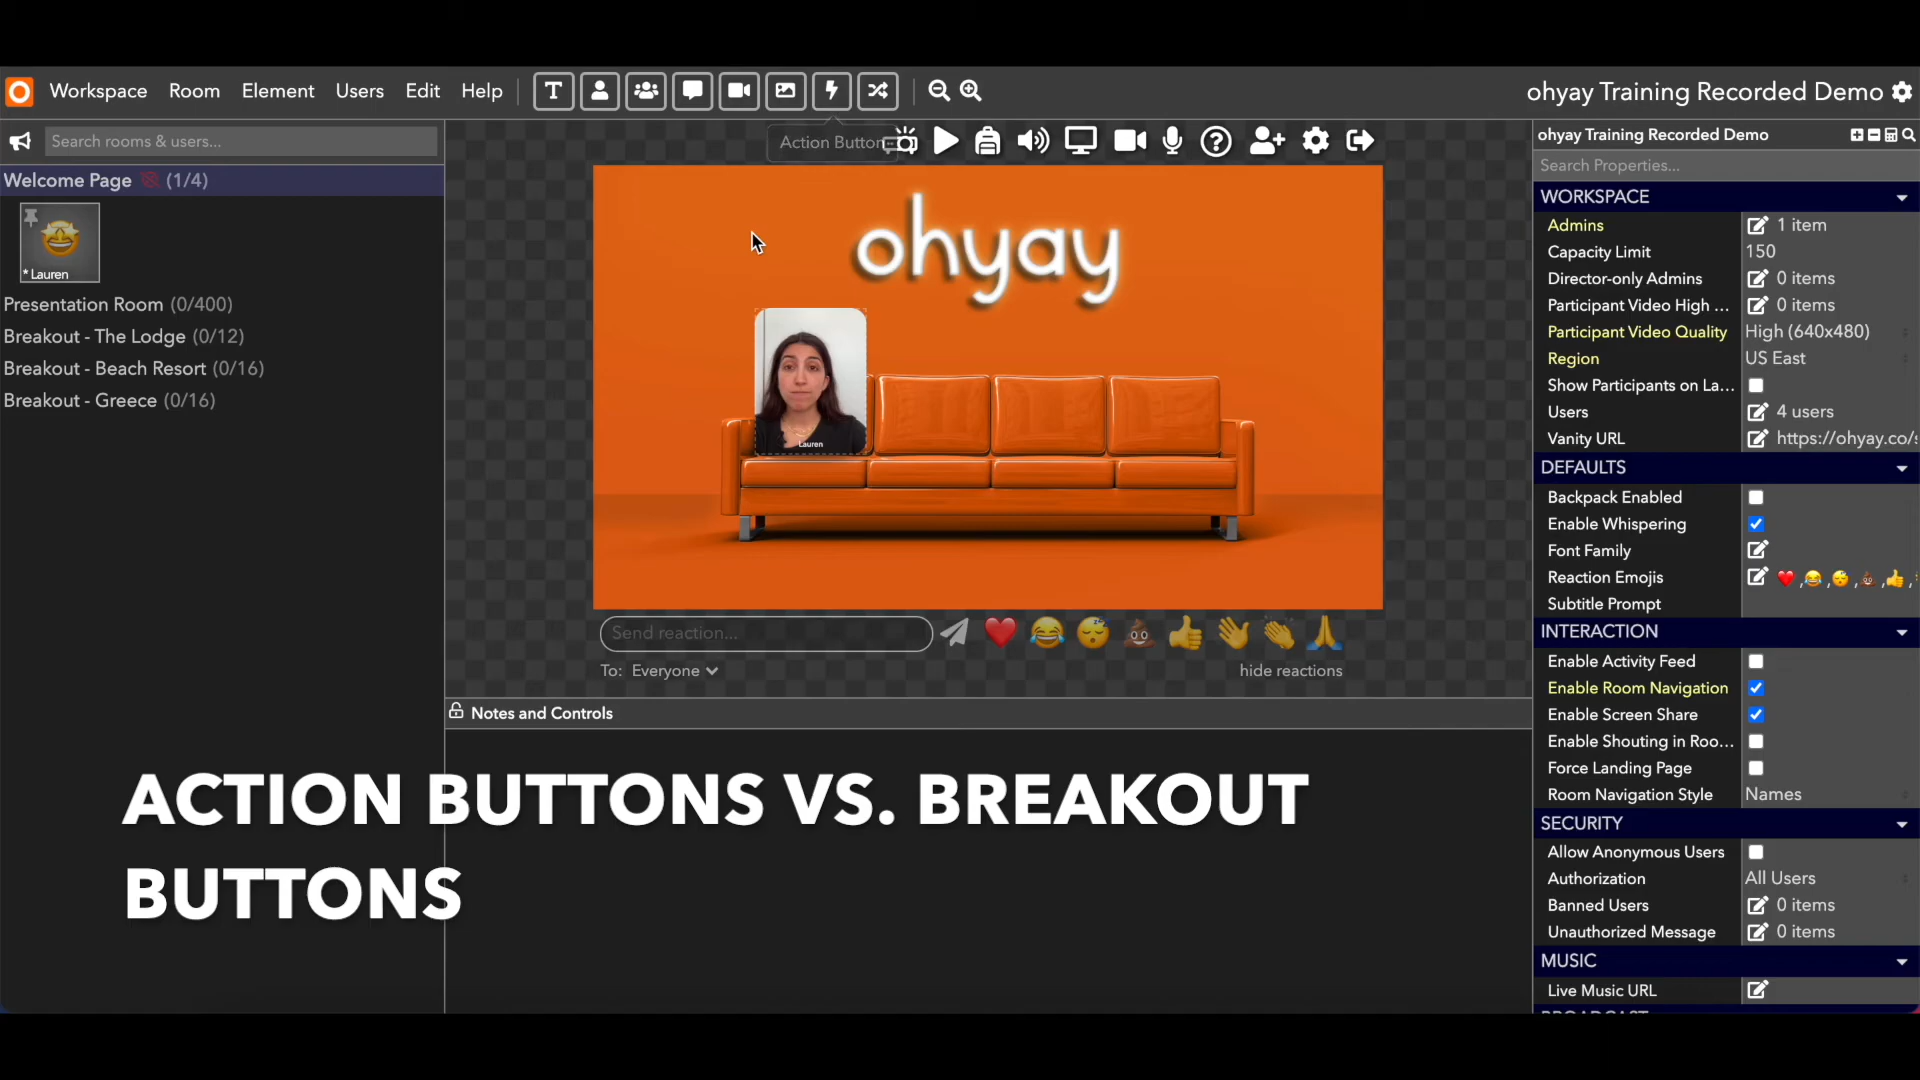 Workspace Room Element Users Edit Help
ohyay Training Recorded Demo
Search rooms & users...
Action Button
ohyay Training Recorded Demo
Search Properties...
Welcome Page (1/4)
* Lauren
Presentation Room (0/400)
Breakout - The Lodge (0/12)
Breakout - Beach Resort (0/16)
Breakout - Greece (0/16)
ohyay
Lauren
Send reaction...
To: Everyone
hide reactions
Notes and Controls
ACTION BUTTONS VS. BREAKOUT
BUTTONS
WORKSPACE
Admins 1 item
Capacity Limit 150
Director-only Admins 0 items
Participant Video High ... 0 items
Participant Video Quality High (640x480)
Region US East
Show Participants on La...
Users 4 users
Vanity URL https://ohyay.co/s
DEFAULTS
Backpack Enabled
Enable Whispering
Font Family
Reaction Emojis ❤️,😂,😴,💩,👍,
Subtitle Prompt
INTERACTION
Enable Activity Feed
Enable Room Navigation
Enable Screen Share
Enable Shouting in Roo...
Force Landing Page
Room Navigation Style Names
SECURITY
Allow Anonymous Users
Authorization All Users
Banned Users 0 items
Unauthorized Message 0 items
MUSIC
Live Music URL